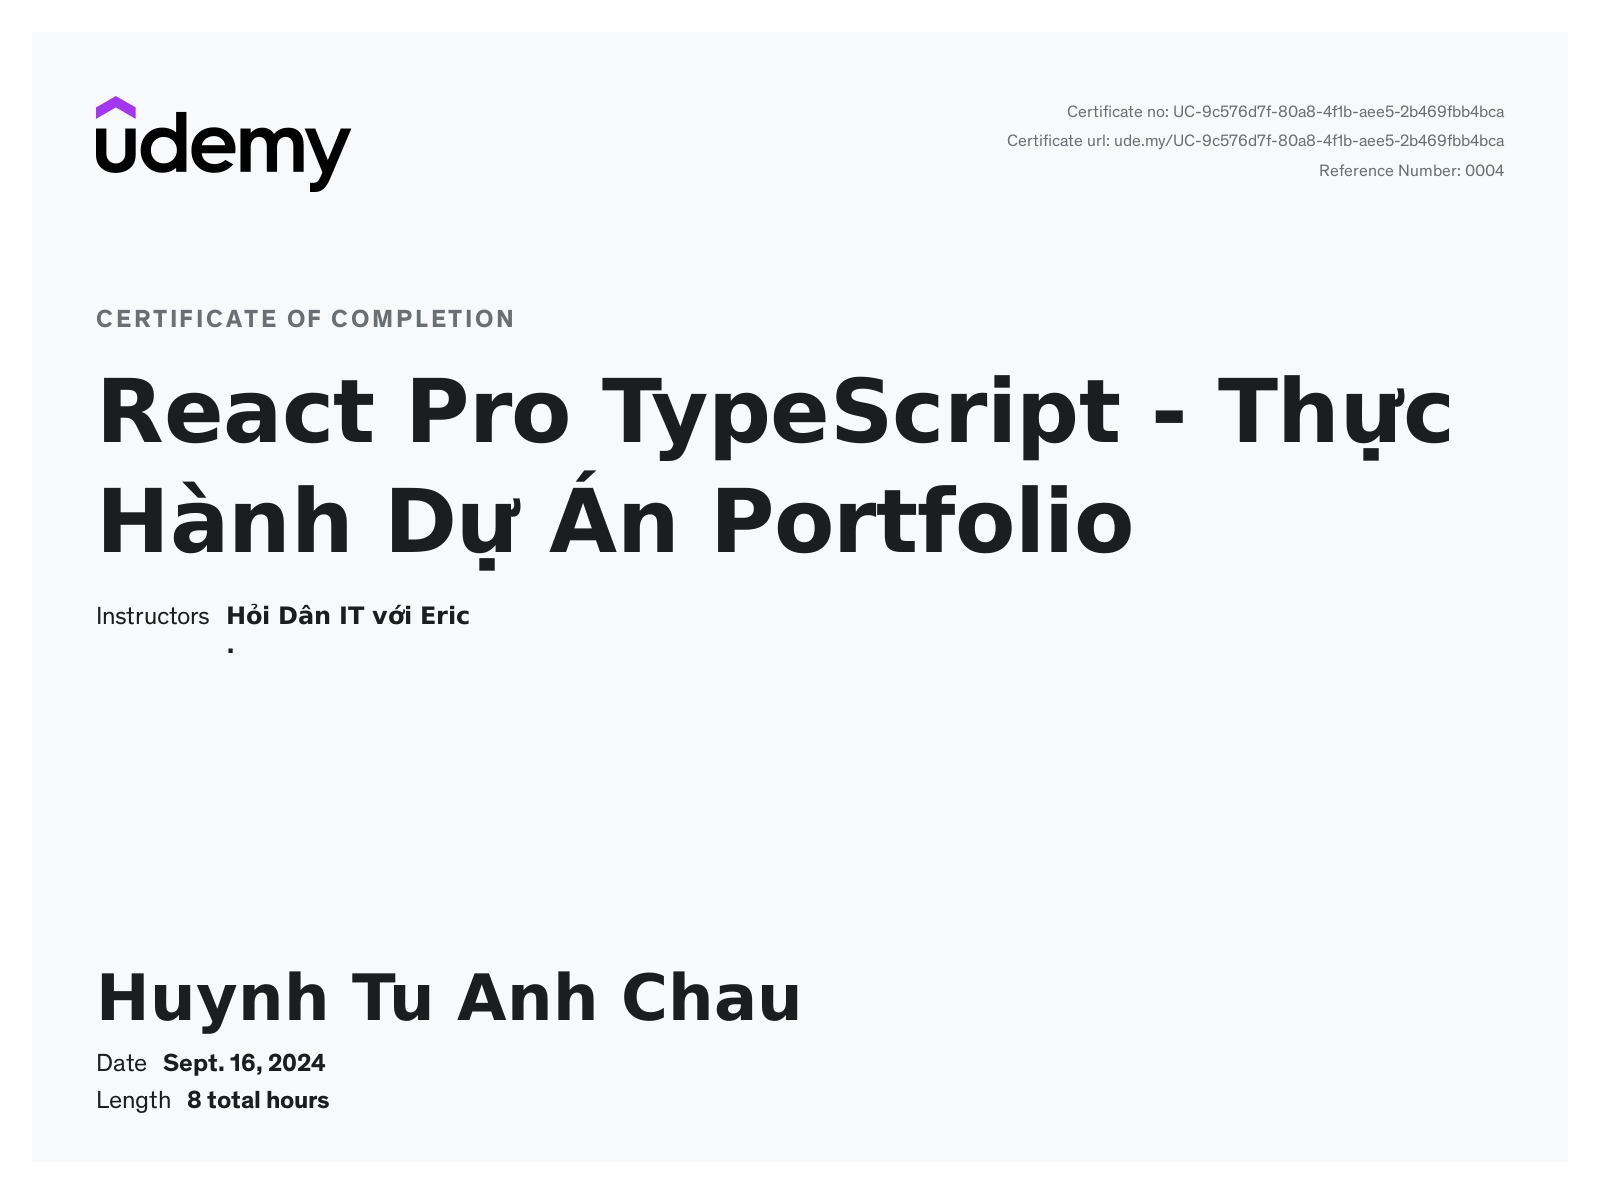 udemy
Certificate no: UC-9c576d7f-80a8-4f1b-aee5-2b469fbb4bca
Certificate url: ude.my/UC-9c576d7f-80a8-4f1b-aee5-2b469fbb4bca
Reference Number: 0004
CERTIFICATE OF COMPLETION
React Pro TypeScript - Thực
Hành Dự Án Portfolio
Instructors Hỏi Dân IT với Eric
.
Huynh Tu Anh Chau
Date Sept. 16, 2024
Length 8 total hours